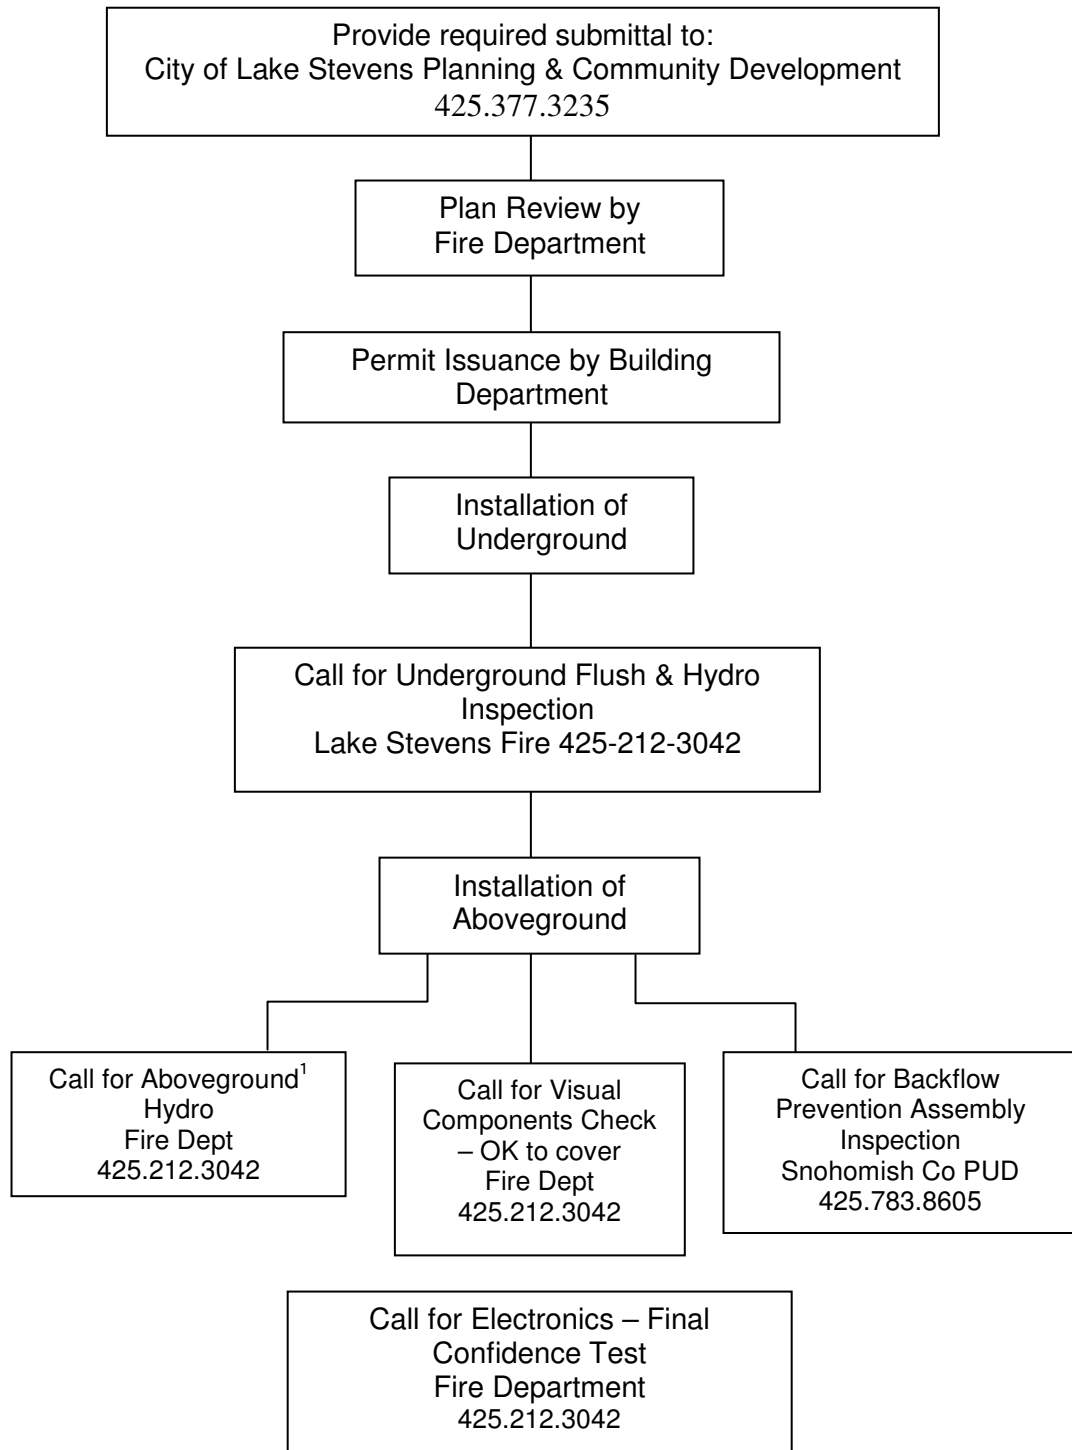 Provide required submittal to:
City of Lake Stevens Planning & Community Development
425.377.3235
Plan Review by
Fire Department
Permit Issuance by Building
Department
Installation of
Underground
Call for Underground Flush & Hydro
Inspection
Lake Stevens Fire 425-212-3042
Installation of
Aboveground
Call for Aboveground¹
Hydro
Fire Dept
425.212.3042
Call for Visual
Components Check
– OK to cover
Fire Dept
425.212.3042
Call for Backflow
Prevention Assembly
Inspection
Snohomish Co PUD
425.783.8605
Call for Electronics – Final
Confidence Test
Fire Department
425.212.3042